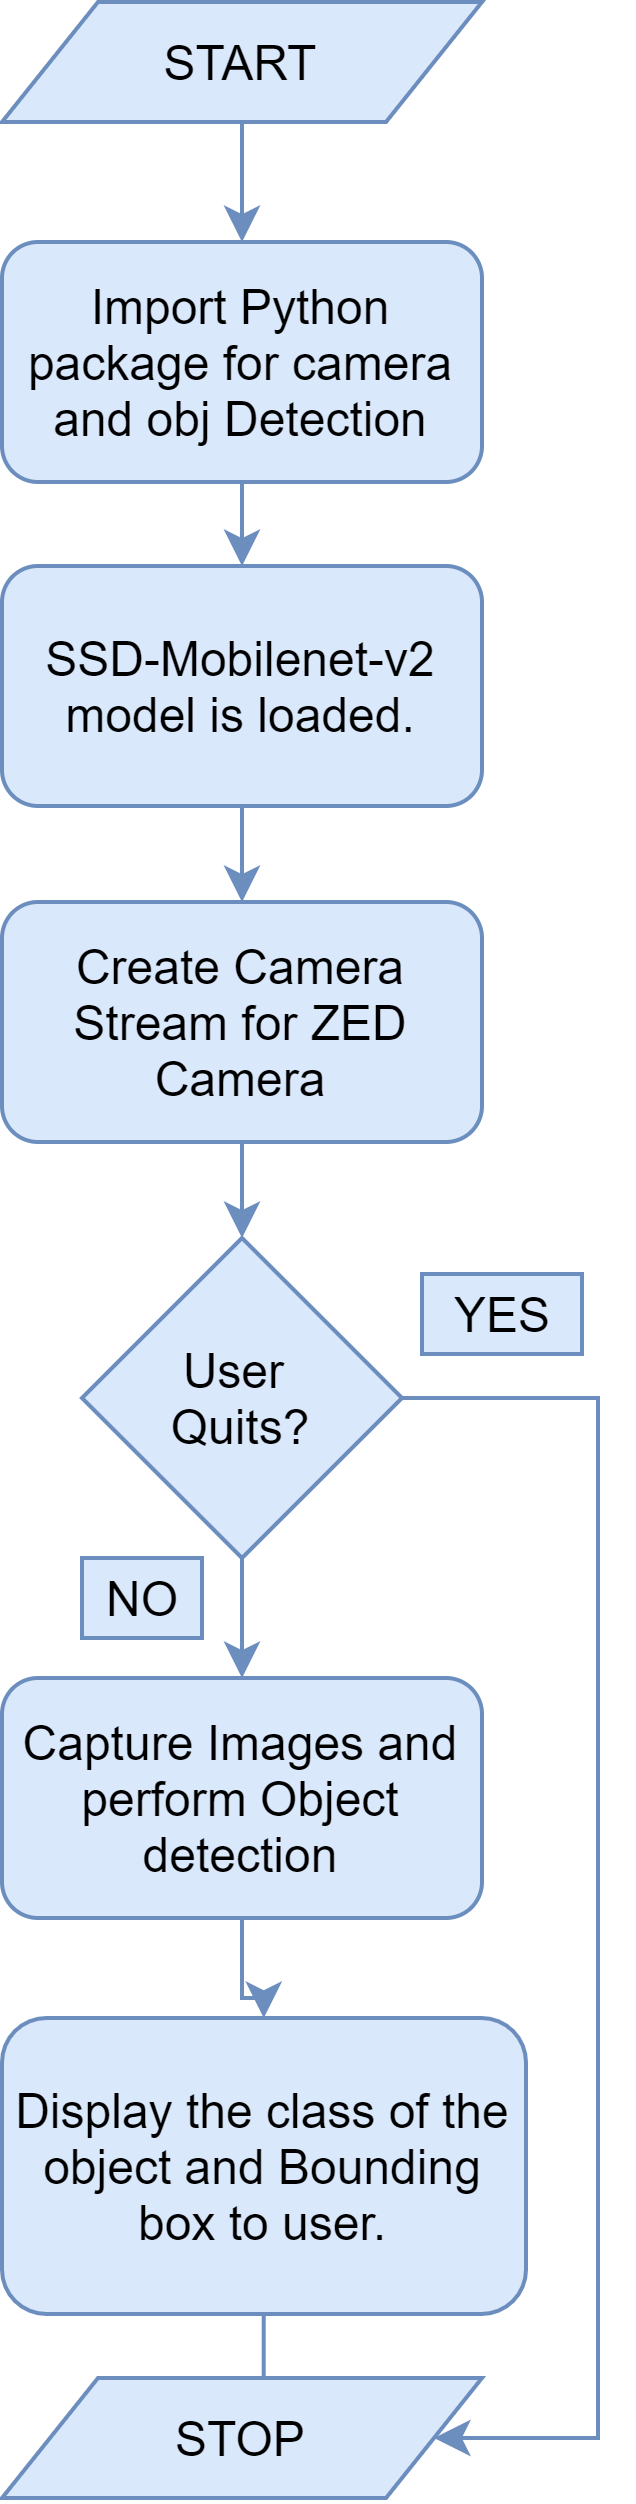 START
Import Python
package for camera
and obj Detection
SSD-Mobilenet-v2
model is loaded.
Create Camera
Stream for ZED
Camera
YES
User
Quits?
NO
Capture Images and
perform Object
detection
Display the class of the
object and Bounding
box to user.
STOP